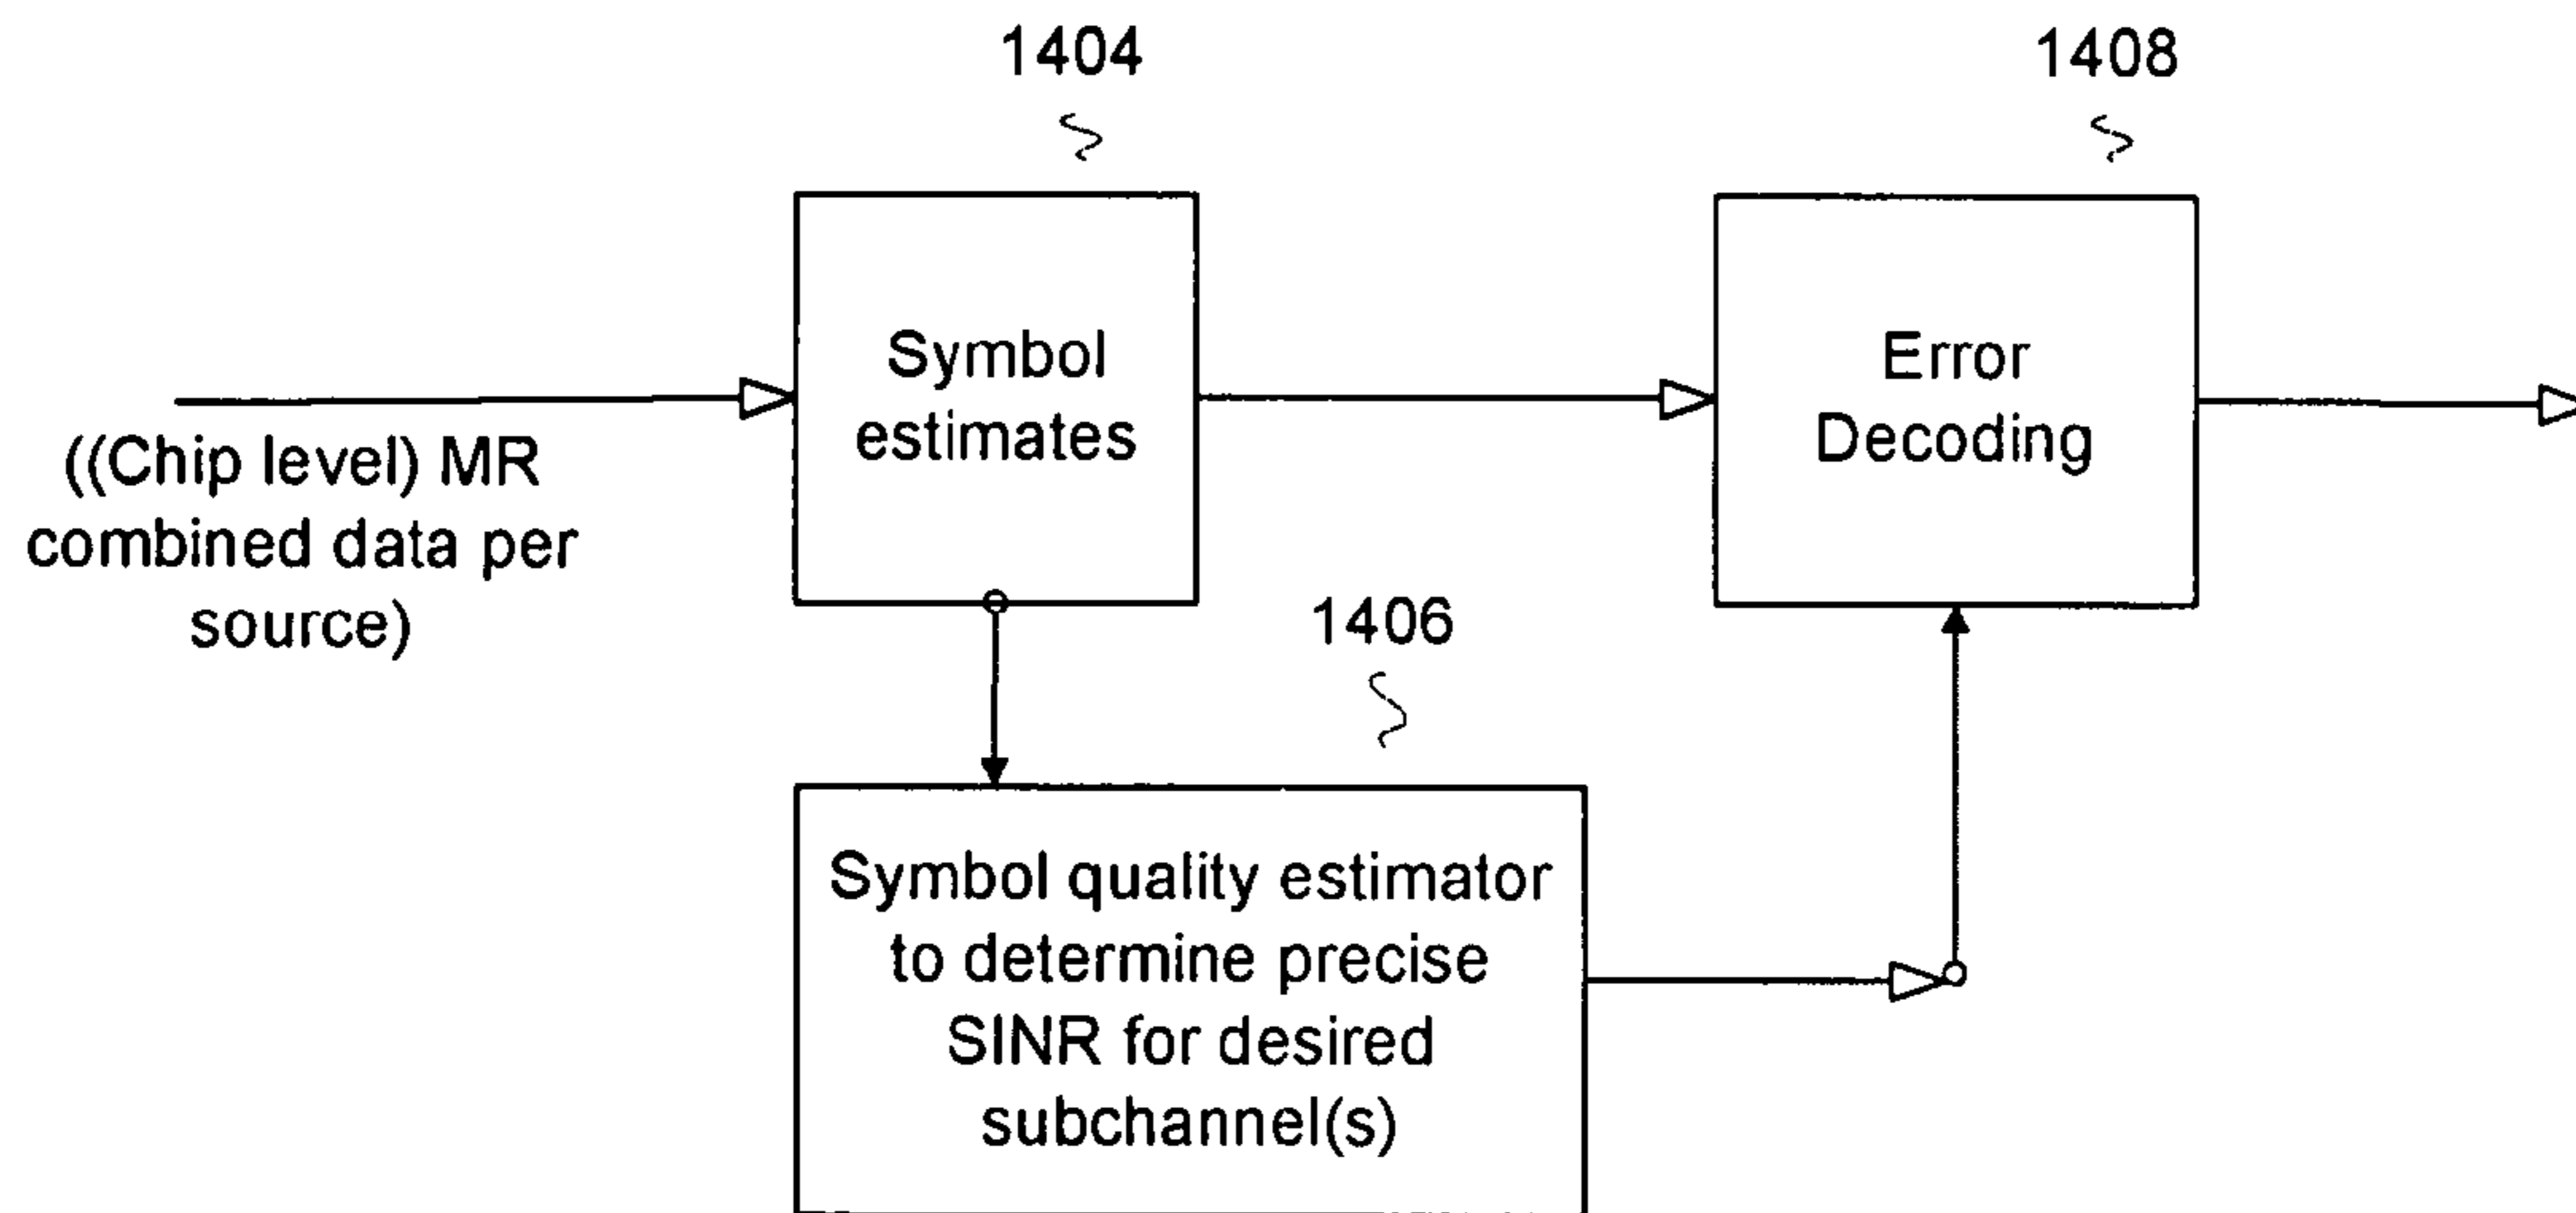 1404
1408
Symbol
estimates
Error
Decoding
((Chip level) MR
combined data per
source)
1406
Symbol quality estimator
to determine precise
SINR for desired
subchannel(s)